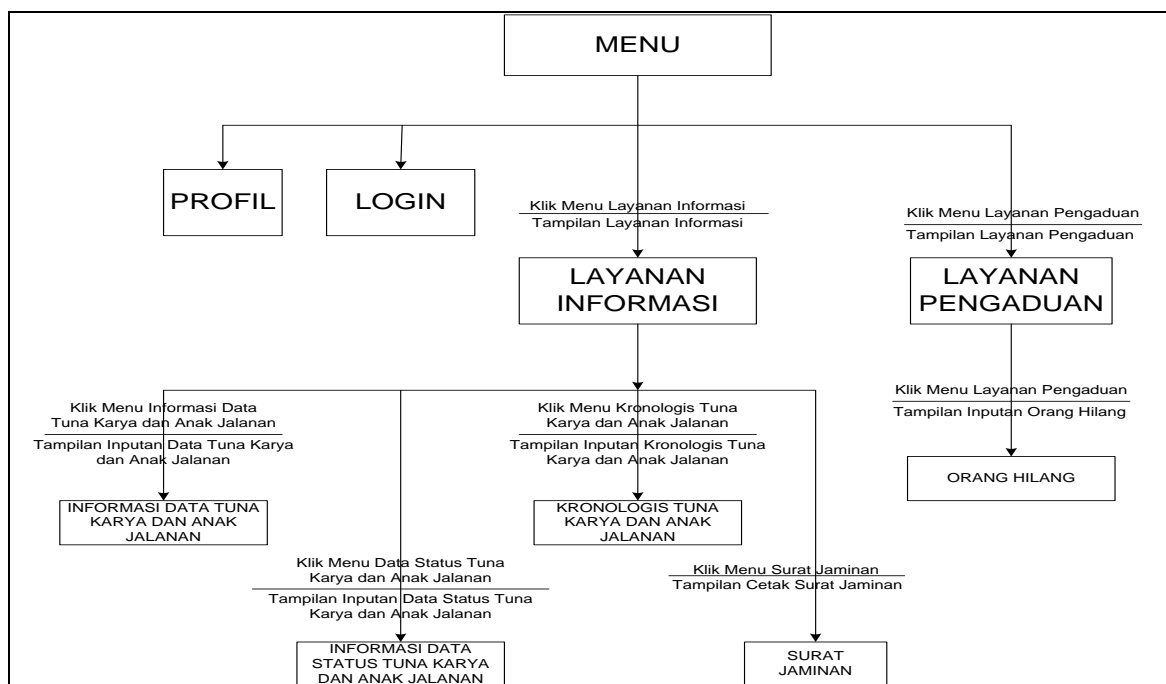 MENU
PROFIL
LOGIN
Klik Menu Layanan Informasi
Tampilan Layanan Informasi
Klik Menu Layanan Pengaduan
Tampilan Layanan Pengaduan
LAYANAN
INFORMASI
LAYANAN
PENGADUAN
Klik Menu Informasi Data
Tuna Karya dan Anak Jalanan
Tampilan Inputan Data Tuna Karya
dan Anak Jalanan
Klik Menu Kronologis Tuna
Karya dan Anak Jalanan
Tampilan Inputan Kronologis Tuna
Karya dan Anak Jalanan
Klik Menu Layanan Pengaduan
Tampilan Inputan Orang Hilang
INFORMASI DATA TUNA
KARYA DAN ANAK
JALANAN
KRONOLOGIS TUNA
KARYA DAN ANAK
JALANAN
ORANG HILANG
Klik Menu Data Status Tuna
Karya dan Anak Jalanan
Tampilan Inputan Data Status Tuna
Karya dan Anak Jalanan
Klik Menu Surat Jaminan
Tampilan Cetak Surat Jaminan
INFORMASI DATA
STATUS TUNA KARYA
DAN ANAK JALANAN
SURAT
JAMINAN